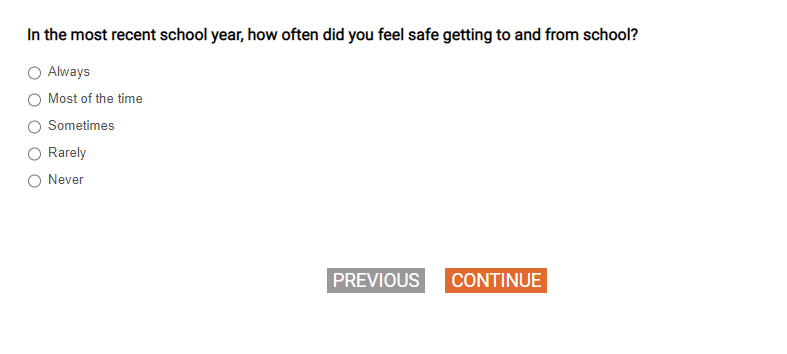 In the most recent school year, how often did you feel safe getting to and from school?
Always
Most of the time
Sometimes
Rarely
Never
PREVIOUS CONTINUE